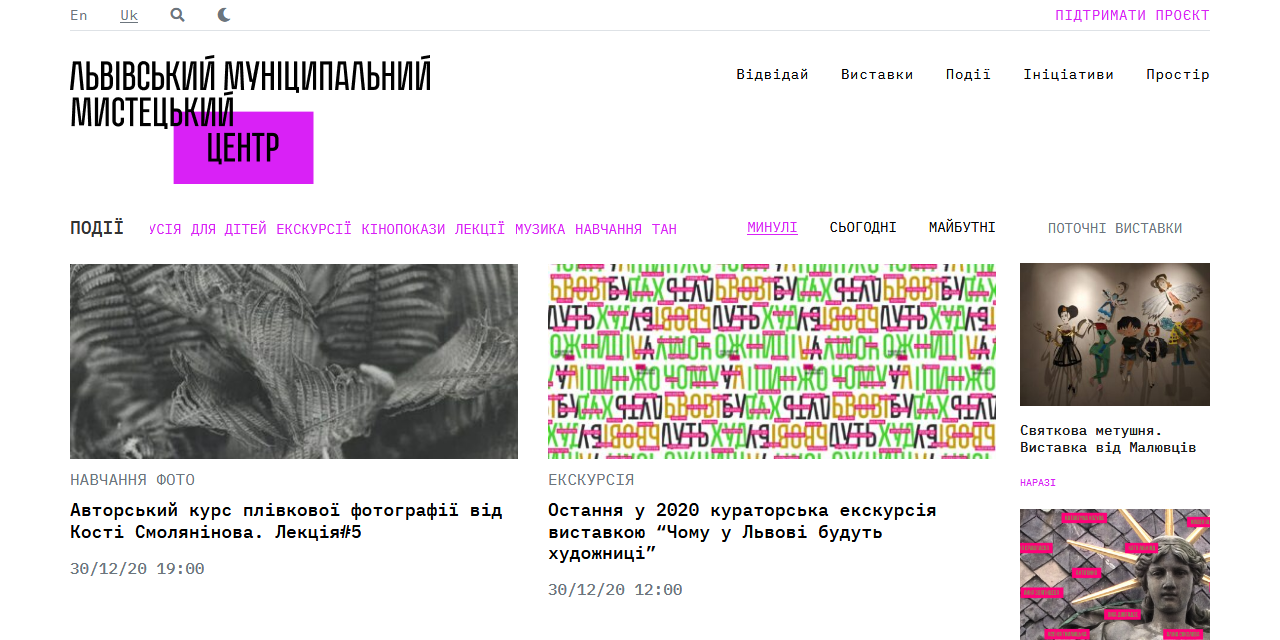 En Uk ПІДТРИМАТИ ПРОЄКТ
ЛЬВІВСЬКИЙ МУНІЦИПАЛЬНИЙ
МИСТЕЦЬКИЙ
ЦЕНТР
Відвідай Виставки Події Ініціативи Простір
ПОДІЇ УСІЯ ДЛЯ ДІТЕЙ ЕКСКУРСІЇ КІНОПОКАЗИ ЛЕКЦІЇ МУЗИКА НАВЧАННЯ ТАН МИНУЛІ СЬОГОДНІ МАЙБУТНІ ПОТОЧНІ ВИСТАВКИ
НАВЧАННЯ ФОТО
Авторський курс плівкової фотографії від
Кості Смолянінова. Лекція#5
30/12/20 19:00
ЕКСКУРСІЯ
Остання у 2020 кураторська екскурсія
виставкою “Чому у Львові будуть
художниці”
30/12/20 12:00
Святкова метушня.
Виставка від Малювців
НАРАЗІ